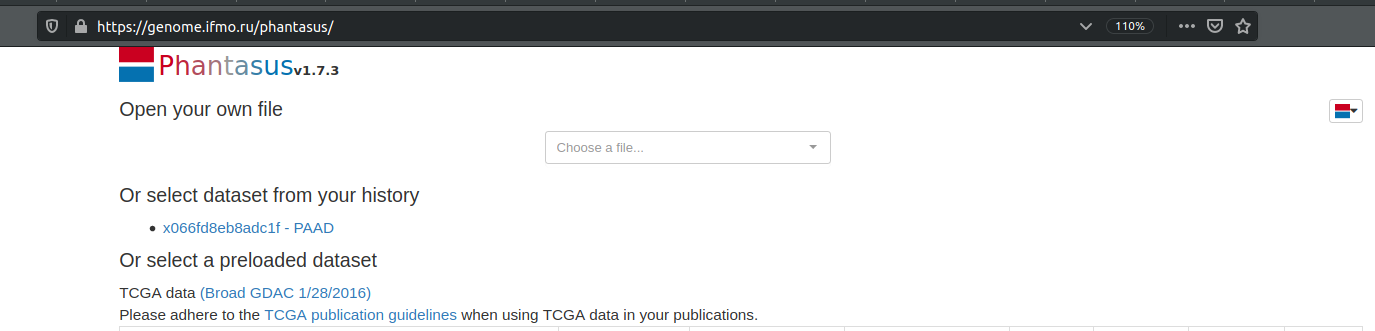 https://genome.ifmo.ru/phantasus/ 110%
Phantasus v1.7.3
Open your own file
Choose a file...
Or select dataset from your history
x066fd8eb8adc1f - PAAD
Or select a preloaded dataset
TCGA data (Broad GDAC 1/28/2016)
Please adhere to the TCGA publication guidelines when using TCGA data in your publications.